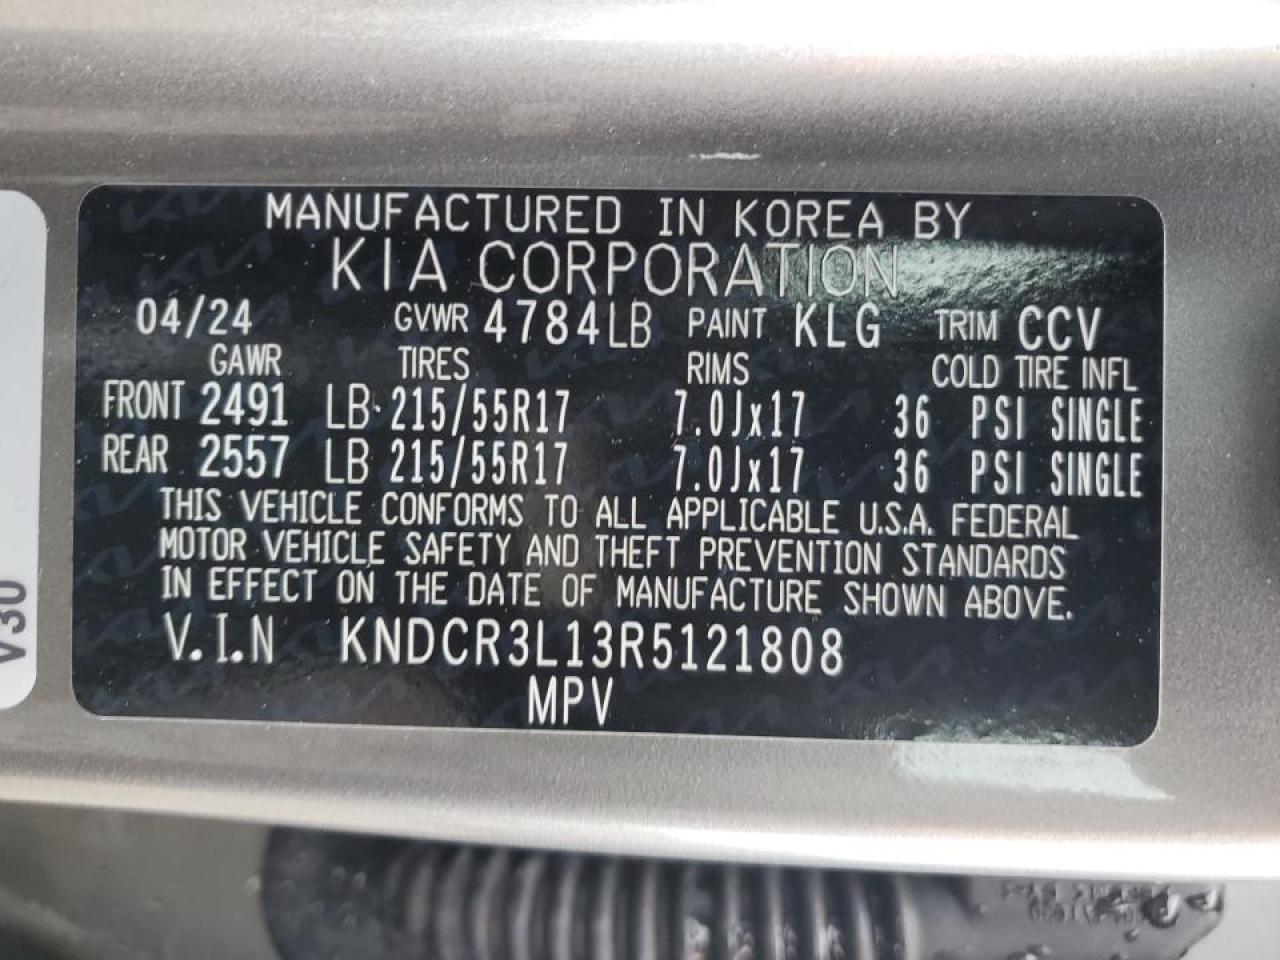 MANUFACTURED IN KOREA BY
KIA CORPORATION
04/24 GVWR 4784LB PAINT KLG TRIM CCV
GAWR TIRES RIMS COLD TIRE INFL
FRONT 2491 LB 215/55R17 7.0Jx17 36 PSI SINGLE
REAR 2557 LB 215/55R17 7.0Jx17 36 PSI SINGLE
THIS VEHICLE CONFORMS TO ALL APPLICABLE U.S.A. FEDERAL
MOTOR VEHICLE SAFETY AND THEFT PREVENTION STANDARDS
IN EFFECT ON THE DATE OF MANUFACTURE SHOWN ABOVE.
V.I.N KNDCR3L13R5121808
MPV
V30